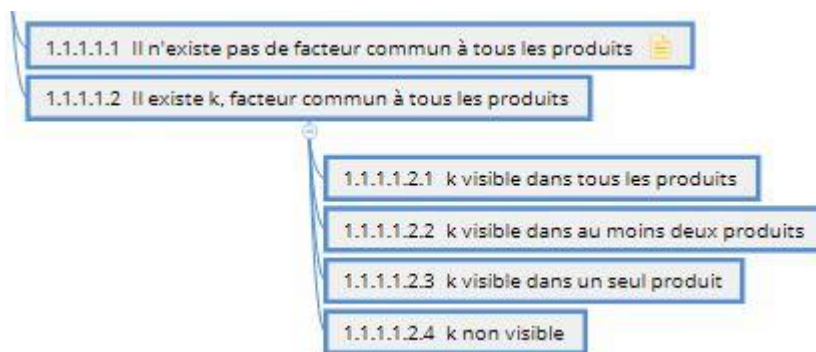 1.1.1.1.1 Il n'existe pas de facteur commun à tous les produits
1.1.1.1.2 Il existe k, facteur commun à tous les produits
1.1.1.1.2.1 k visible dans tous les produits
1.1.1.1.2.2 k visible dans au moins deux produits
1.1.1.1.2.3 k visible dans un seul produit
1.1.1.1.2.4 k non visible